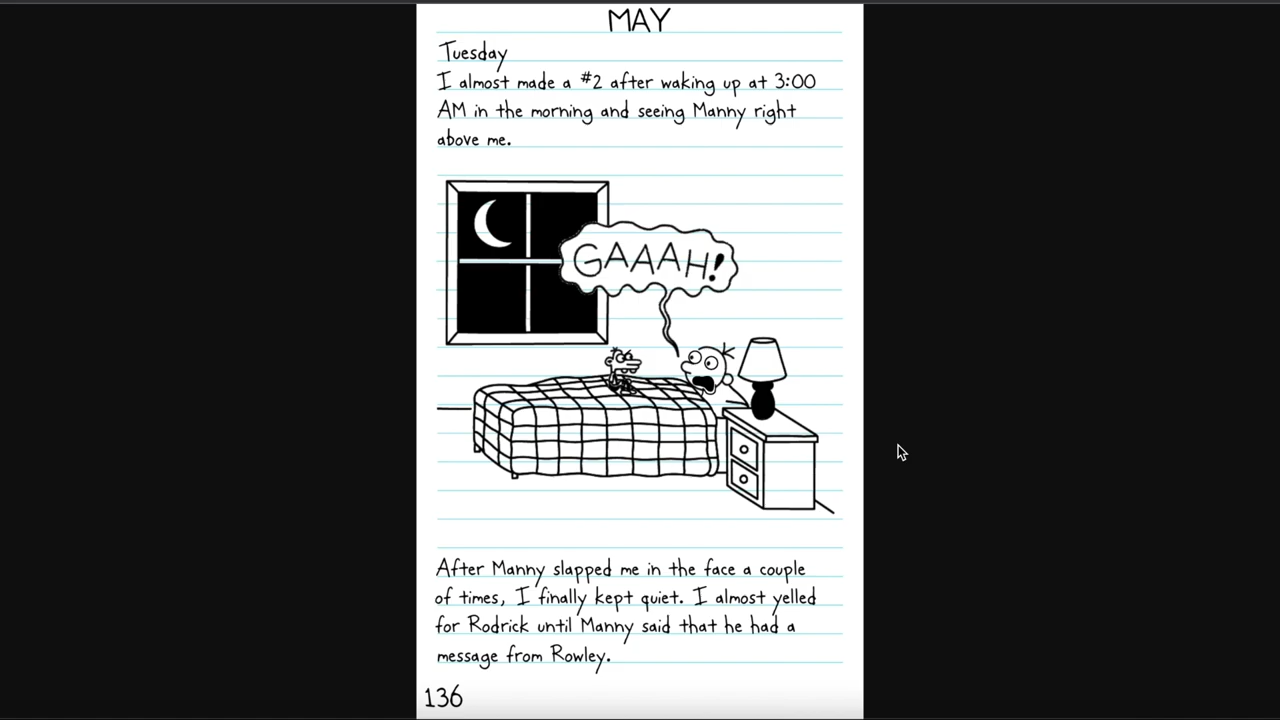 MAY
Tuesday
I almost made a #2 after waking up at 3:00
AM in the morning and seeing Manny right
above me.
GAAAH!
After Manny slapped me in the face a couple
of times, I finally kept quiet. I almost yelled
for Rodrick until Manny said that he had a
message from Rowley.
136